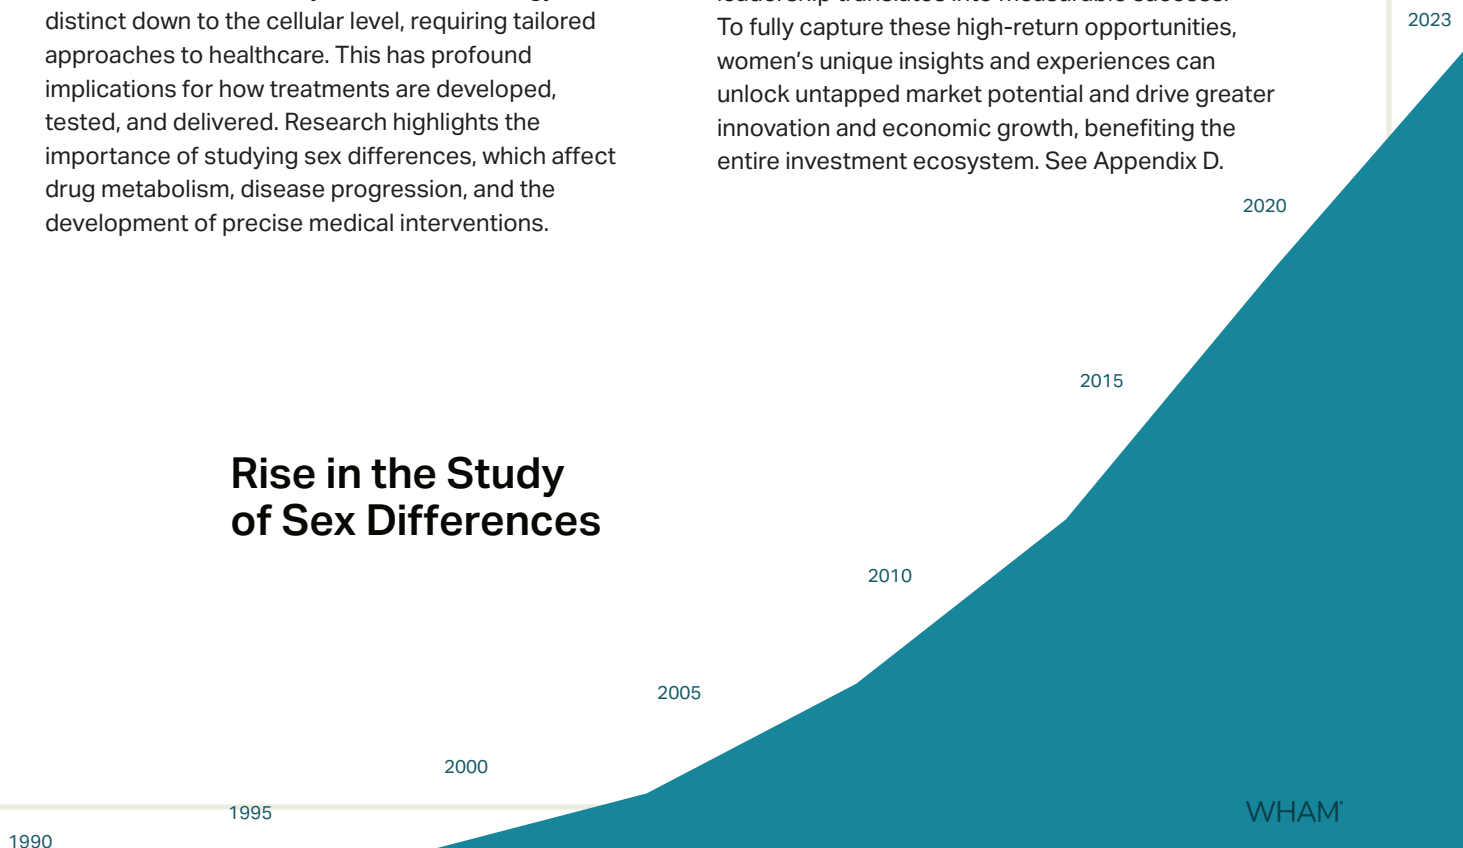 distinct down to the cellular level, requiring tailored
approaches to healthcare. This has profound
implications for how treatments are developed,
tested, and delivered. Research highlights the
importance of studying sex differences, which affect
drug metabolism, disease progression, and the
development of precise medical interventions.
To fully capture these high-return opportunities,
women’s unique insights and experiences can
unlock untapped market potential and drive greater
innovation and economic growth, benefiting the
entire investment ecosystem. See Appendix D.
Rise in the Study
of Sex Differences
1990
1995
2000
2005
2010
2015
2020
2023
WHAM